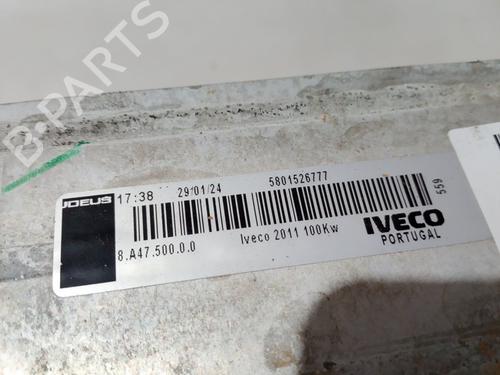 B-PARTS
JDEUS 17:38 29/01/24 5801526777
559
8.A47.500.0.0 Iveco 2011 100Kw IVECO
PORTUGAL